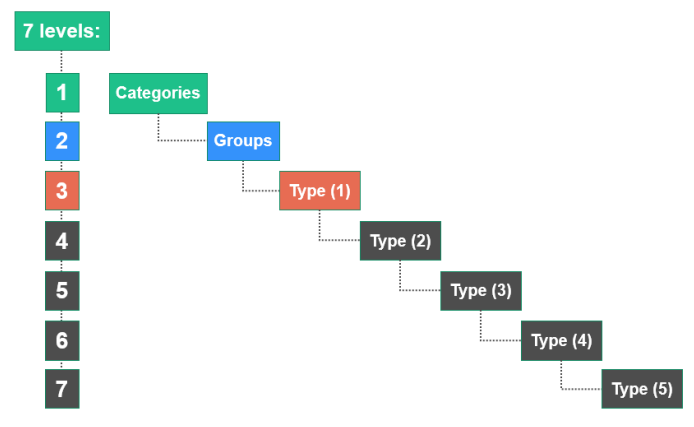 7 levels:
1
Categories
2
Groups
3
Type (1)
4
Type (2)
5
Type (3)
6
Type (4)
7
Type (5)